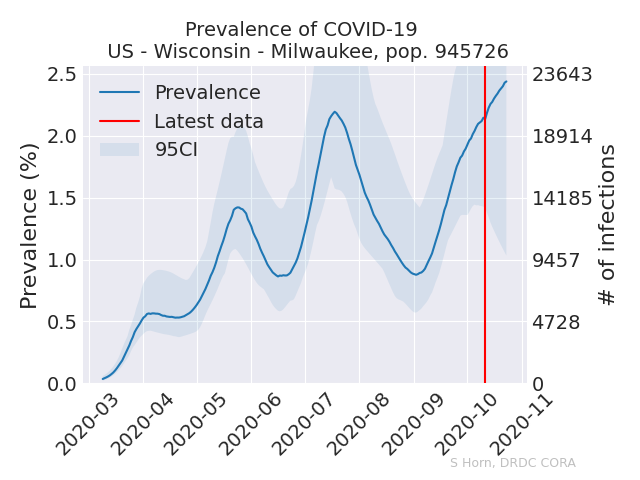 Prevalence of COVID-19
US - Wisconsin - Milwaukee, pop. 945726
Prevalence
Latest data
95CI
Prevalence (%)
2.5
2.0
1.5
1.0
0.5
0.0
23643
18914
14185
9457
4728
0
# of infections
2020-03
2020-04
2020-05
2020-06
2020-07
2020-08
2020-09
2020-10
2020-11
S Horn, DRDC CORA